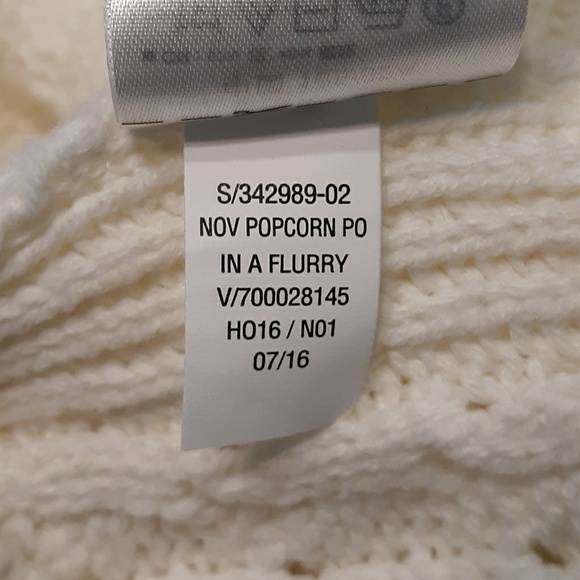 S/342989-02
NOV POPCORN PO
IN A FLURRY
V/700028145
HO16 / N01
07/16